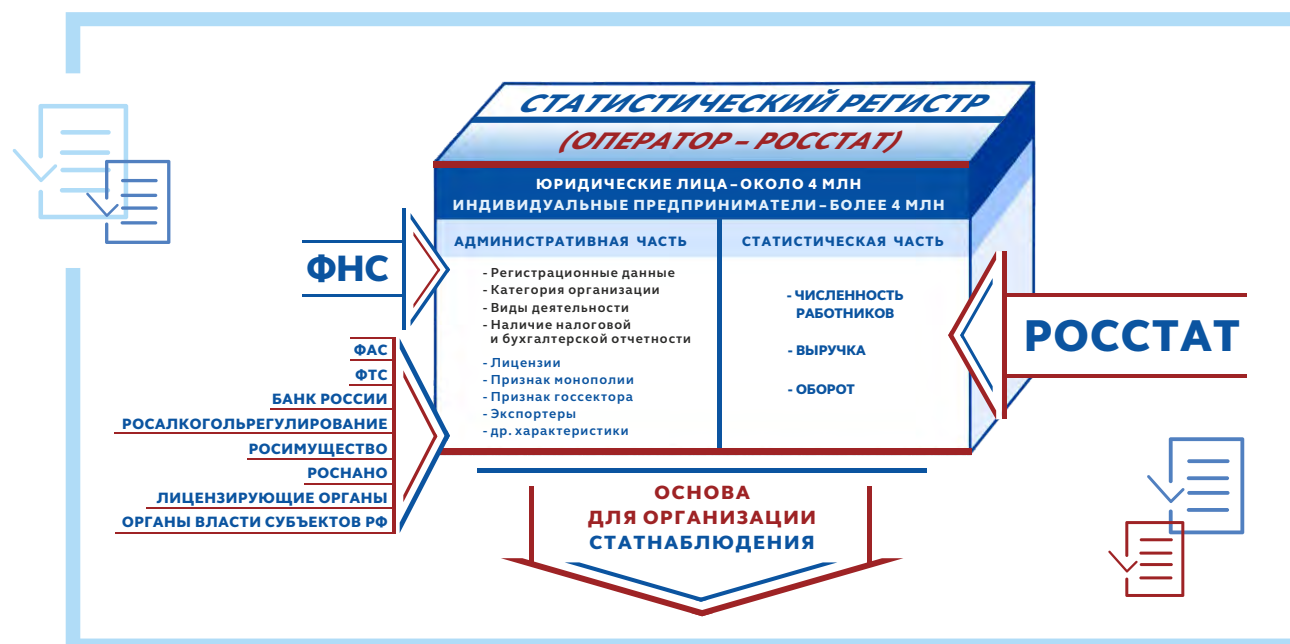 СТАТИСТИЧЕСКИЙ РЕГИСТР
(ОПЕРАТОР – РОССТАТ)
ЮРИДИЧЕСКИЕ ЛИЦА – ОКОЛО 4 МЛН
ИНДИВИДУАЛЬНЫЕ ПРЕДПРИНИМАТЕЛИ – БОЛЕЕ 4 МЛН
АДМИНИСТРАТИВНАЯ ЧАСТЬ
- Регистрационные данные
- Категория организации
- Виды деятельности
- Наличие налоговой
и бухгалтерской отчетности
- Лицензии
- Признак монополии
- Признак госсектора
- Экспортеры
- др. характеристики
СТАТИСТИЧЕСКАЯ ЧАСТЬ
- ЧИСЛЕННОСТЬ
РАБОТНИКОВ
- ВЫРУЧКА
- ОБОРОТ
ФНС
ФАС
ФТС
БАНК РОССИИ
РОСАЛКОГОЛЬРЕГУЛИРОВАНИЕ
РОСИМУЩЕСТВО
РОСНАНО
ЛИЦЕНЗИРУЮЩИЕ ОРГАНЫ
ОРГАНЫ ВЛАСТИ СУБЪЕКТОВ РФ
РОССТАТ
ОСНОВА
ДЛЯ ОРГАНИЗАЦИИ
СТАТНАБЛЮДЕНИЯ